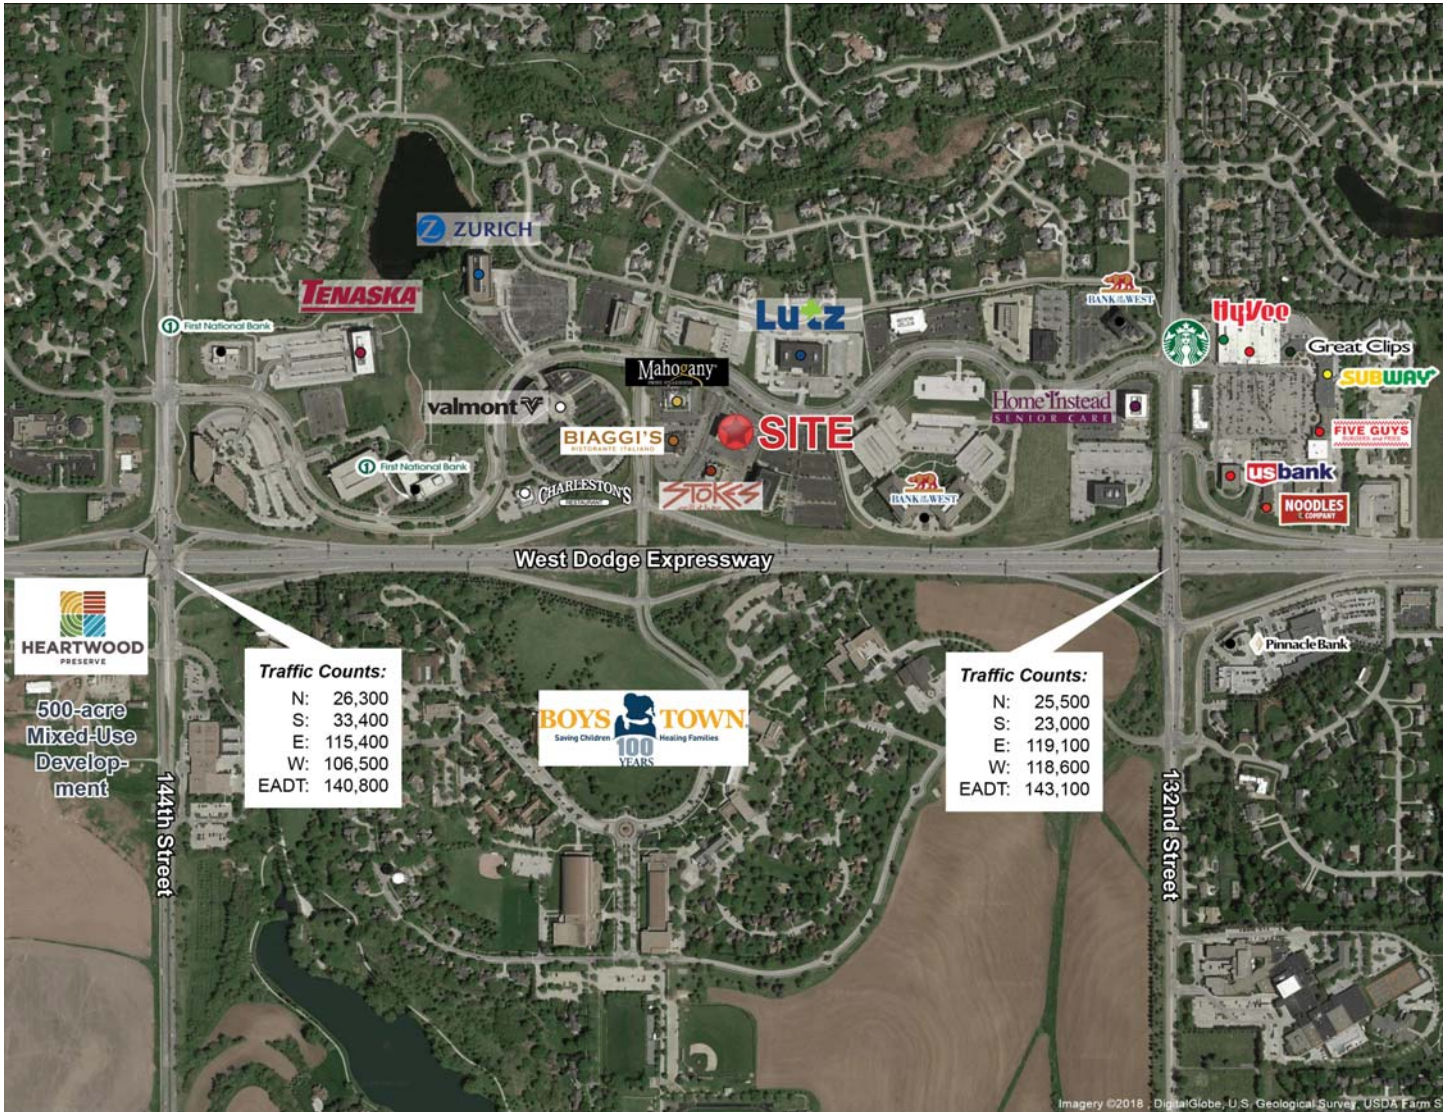 ZURICH
TENASKA
First National Bank
Lutz
BANK OF THE WEST
HyVee
Great Clips
SUBWAY
Mahogany
PRIME STEAKHOUSE
valmont
BIAGGI'S
RISTORANTE ITALIANO
SITE
Home Instead
SENIOR CARE
FIVE GUYS
BURGERS and FRIES
First National Bank
CHARLESTON'S
RESTAURANT
STOKES
BANK OF THE WEST
usbank
NOODLES
& COMPANY
West Dodge Expressway
HEARTWOOD
PRESERVE
500-acre
Mixed-Use
Develop-
ment
144th Street
Traffic Counts:
N: 26,300
S: 33,400
E: 115,400
W: 106,500
EADT: 140,800
BOYS TOWN
Saving Children Healing Families
100
YEARS
Traffic Counts:
N: 25,500
S: 23,000
E: 119,100
W: 118,600
EADT: 143,100
132nd Street
Pinnacle Bank
Imagery ©2018 , DigitalGlobe, U.S. Geological Survey, USDA Farm S